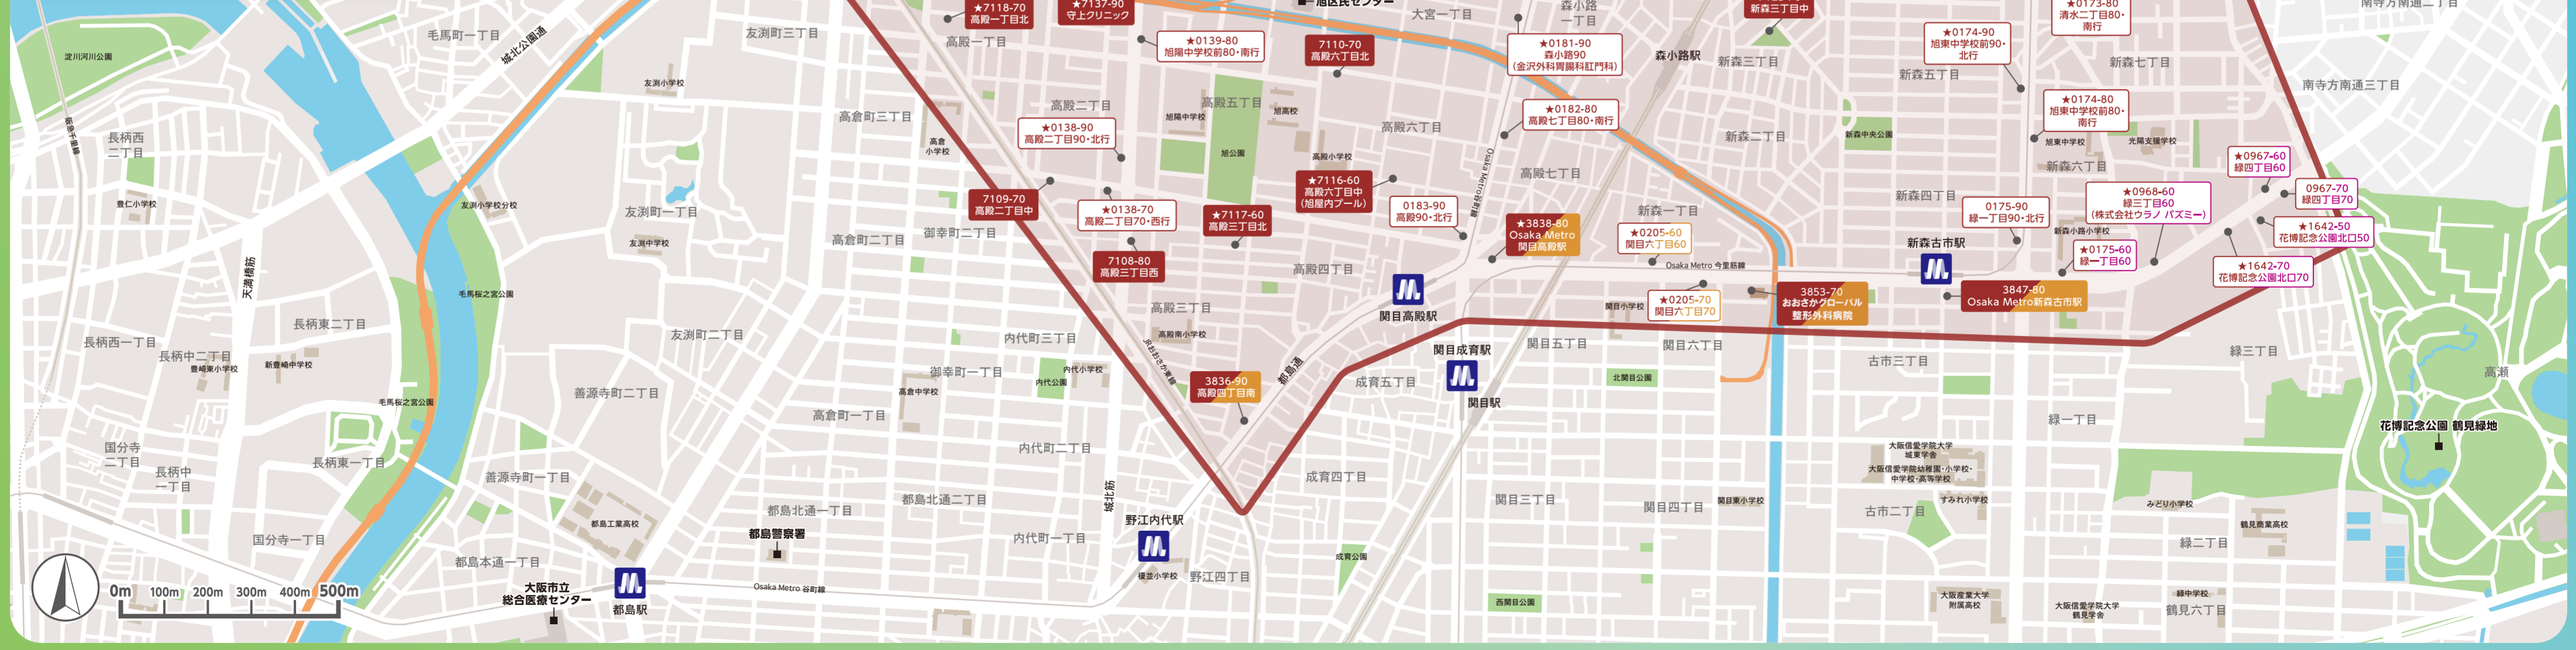 ★7118-70
高殿一丁目北
★7137-90
守上クリニック
旭区民センター
大宮一丁目
森小路
一丁目
新森三丁目中
★0173-80
清水二丁目80・
南行
毛馬町一丁目
城北公園通
友渕町三丁目
高殿一丁目
★0139-80
旭陽中学校前80・南行
7110-70
高殿六丁目北
★0181-90
森小路90
(金沢外科胃腸科肛門科)
森小路駅
新森三丁目
★0174-90
旭東中学校前90・
北行
新森五丁目
新森七丁目
南寺方南通三丁目
淀川河川公園
友渕小学校
高倉町三丁目
高殿二丁目
高殿五丁目
旭陽中学校
旭高校
★0182-80
高殿七丁目80・南行
★0174-80
旭東中学校前80・
南行
阪急千里線
長柄西
二丁目
高倉
小学校
★0138-90
高殿二丁目90・北行
旭公園
高殿小学校
高殿六丁目
Osaka Metro谷町線
高殿七丁目
新森二丁目
新森中央公園
旭東中学校
光陽支援学校
新森六丁目
★0967-60
緑四丁目60
0967-70
緑四丁目70
豊仁小学校
友渕小学校分校
友渕町一丁目
友渕中学校
7109-70
高殿二丁目中
★0138-70
高殿二丁目70・西行
★7117-60
高殿三丁目北
★7116-60
高殿六丁目中
(旭屋内プール)
0183-90
高殿90・北行
★3838-80
Osaka Metro
関目高殿駅
新森一丁目
★0205-60
関目六丁目60
新森四丁目
0175-90
緑一丁目90・北行
★0968-60
緑三丁目60
(株式会社ウラノ パズミー)
新森小路小学校
★0175-60
緑一丁目60
★1642-50
花博記念公園北口50
★1642-70
花博記念公園北口70
高倉町二丁目
御幸町二丁目
7108-80
高殿三丁目西
高殿四丁目
Osaka Metro 今里筋線
新森古市駅
天満橋筋
毛馬桜之宮公園
高殿三丁目
関目高殿駅
関目小学校
★0205-70
関目六丁目70
3853-70
おおさかグローバル
整形外科病院
3847-80
Osaka Metro新森古市駅
長柄東二丁目
長柄西一丁目
長柄中二丁目
豊崎東小学校
新豊崎中学校
友渕町二丁目
内代町三丁目
高殿南小学校
JRおおさか東線
都島通
関目成育駅
関目五丁目
関目六丁目
古市三丁目
緑三丁目
高瀬
御幸町一丁目
内代公園
内代小学校
3836-90
高殿四丁目南
成育五丁目
関目駅
北関目公園
善源寺町二丁目
高倉中学校
高倉町一丁目
毛馬桜之宮公園
緑一丁目
花博記念公園 鶴見緑地
国分寺
二丁目
長柄中
一丁目
長柄東一丁目
善源寺町一丁目
内代町二丁目
成育四丁目
大阪信愛学院大学
城東学舎
大阪信愛学院幼稚園・小学校・
中学校・高等学校
すみれ小学校
都島北通二丁目
都島北通一丁目
城北筋
関目三丁目
関目四丁目
関目東小学校
古市二丁目
みどり小学校
鶴見商業高校
緑二丁目
国分寺一丁目
都島工業高校
都島警察署
内代町一丁目
野江内代駅
成育公園
都島本通一丁目
榎並小学校
野江四丁目
0m 100m 200m 300m 400m 500m
大阪市立
総合医療センター
都島駅
Osaka Metro 谷町線
西関目公園
大阪産業大学
附属高校
大阪信愛学院大学
鶴見学舎
緑中学校
鶴見六丁目